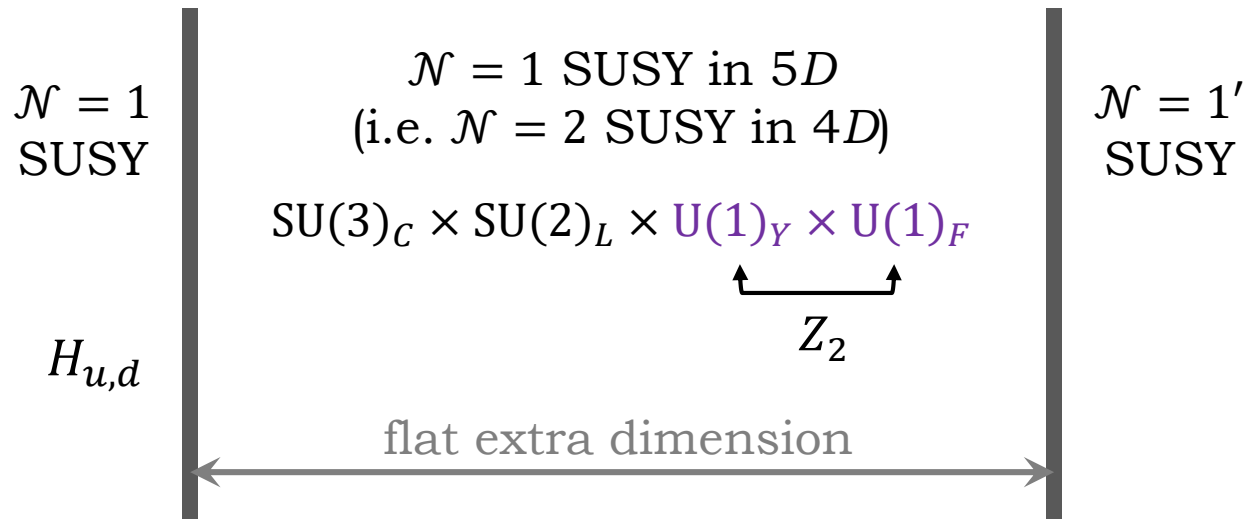 𝒩 = 1
SUSY
𝒩 = 1 SUSY in 5D
(i.e. 𝒩 = 2 SUSY in 4D)
𝒩 = 1′
SUSY
SU(3)_C × SU(2)_L × U(1)_Y × U(1)_F
Z_2
H_{u,d}
flat extra dimension